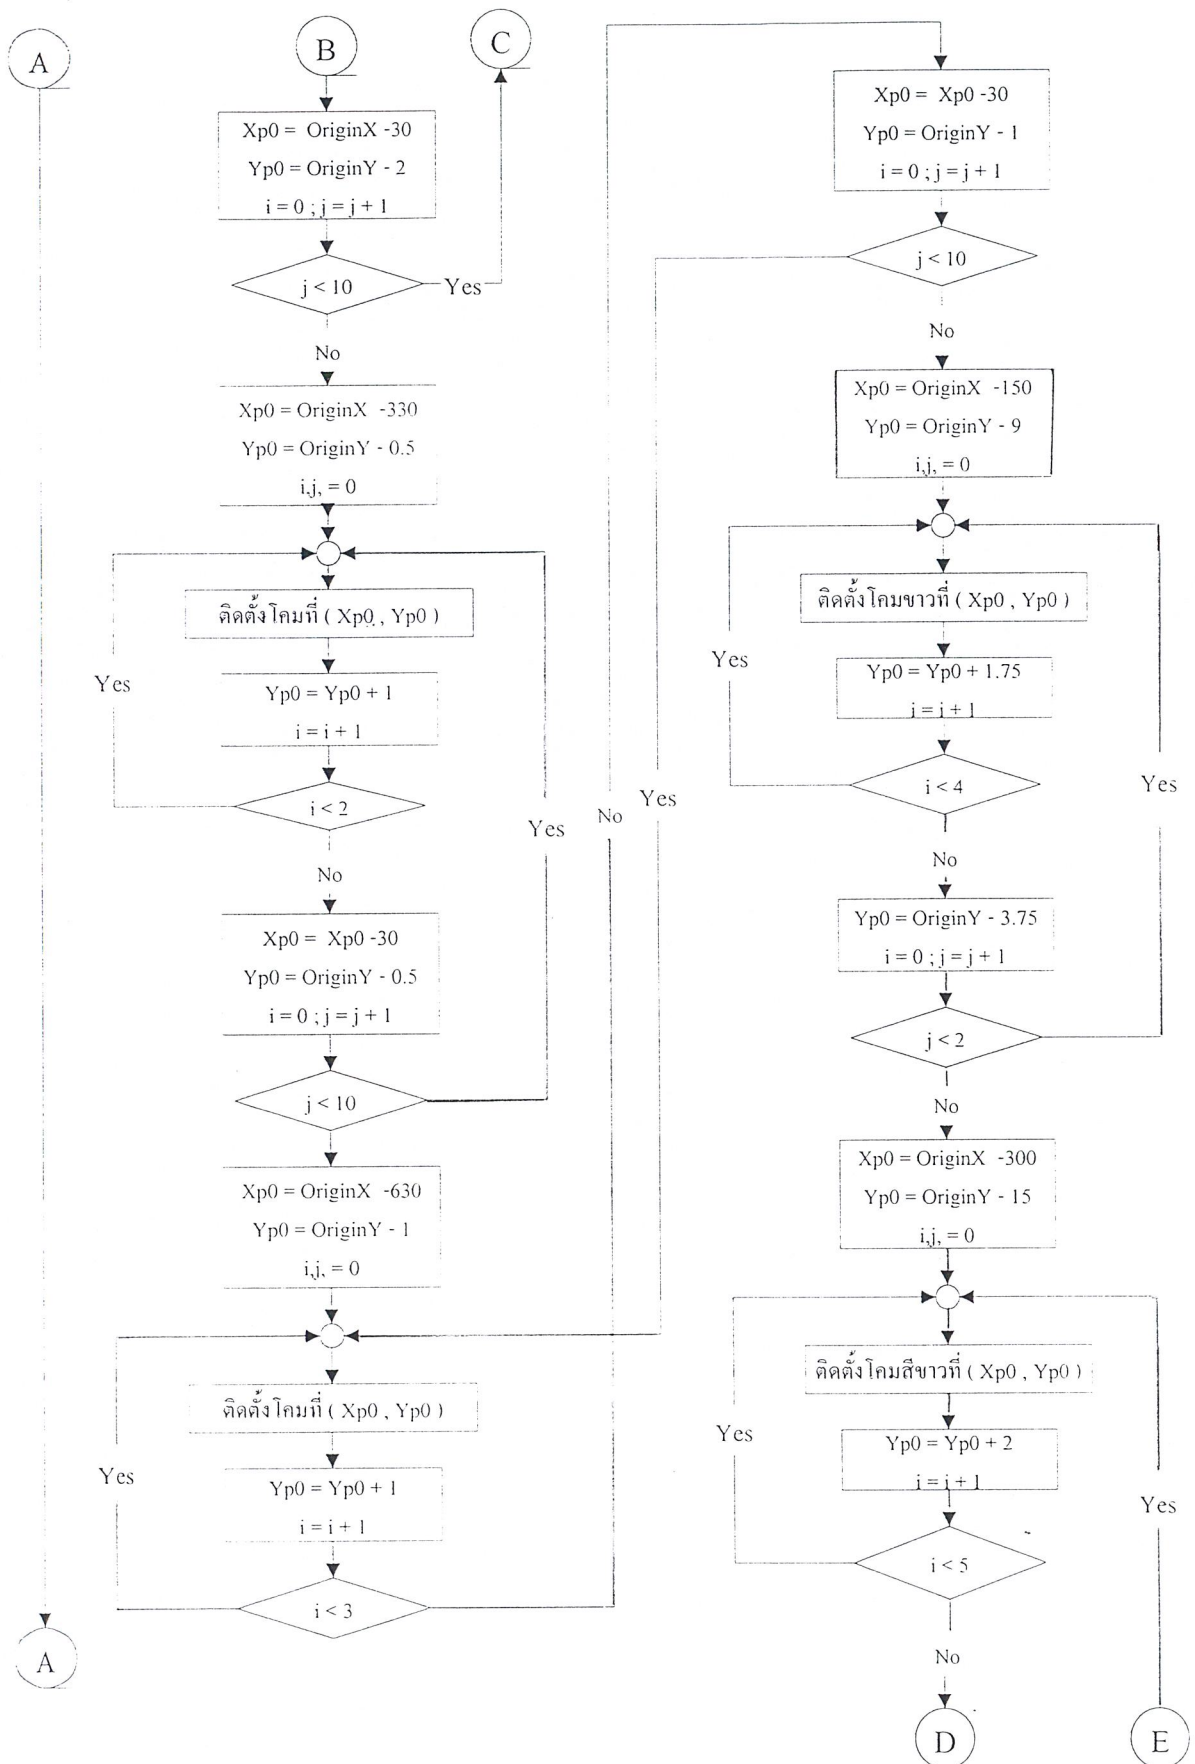 A
B
C
Xp0 = OriginX -30
Yp0 = OriginY - 2
i = 0 ; j = j + 1
j < 10
Yes
No
Xp0 = OriginX -330
Yp0 = OriginY - 0.5
i,j, = 0
ติดตั้งโคมที่ ( Xp0 , Yp0 )
Yp0 = Yp0 + 1
i = i + 1
Yes
i < 2
No
Xp0 = Xp0 -30
Yp0 = OriginY - 0.5
i = 0 ; j = j + 1
Yes
j < 10
Xp0 = OriginX -630
Yp0 = OriginY - 1
i,j, = 0
ติดตั้งโคมที่ ( Xp0 , Yp0 )
Yes
Yp0 = Yp0 + 1
i = i + 1
i < 3
A
No
Xp0 = Xp0 -30
Yp0 = OriginY - 1
i = 0 ; j = j + 1
j < 10
Yes
No
Xp0 = OriginX -150
Yp0 = OriginY - 9
i,j, = 0
ติดตั้งโคมขาวที่ ( Xp0 , Yp0 )
Yes
Yp0 = Yp0 + 1.75
i = i + 1
i < 4
Yes
No
Yp0 = OriginY - 3.75
i = 0 ; j = j + 1
j < 2
No
Xp0 = OriginX -300
Yp0 = OriginY - 15
i,j, = 0
ติดตั้งโคมสีขาวที่ ( Xp0 , Yp0 )
Yes
Yp0 = Yp0 + 2
i = i + 1
Yes
i < 5
No
D
E